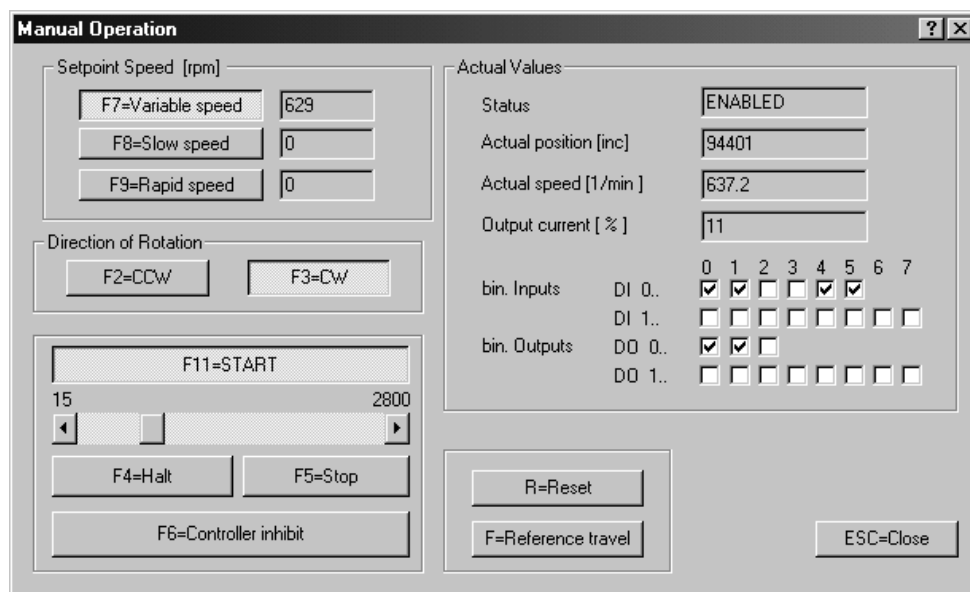 Manual Operation
Setpoint Speed [rpm]
F7=Variable speed 629
F8=Slow speed 0
F9=Rapid speed 0
Direction of Rotation
F2=CCW F3=CW
F11=START
15 2800
F4=Halt F5=Stop
F6=Controller inhibit
Actual Values
Status ENABLED
Actual position [inc] 94401
Actual speed [1/min ] 637.2
Output current [ % ] 11
0 1 2 3 4 5 6 7
bin. Inputs DI 0..
DI 1..
bin. Outputs DO 0..
DO 1..
R=Reset
F=Reference travel
ESC=Close